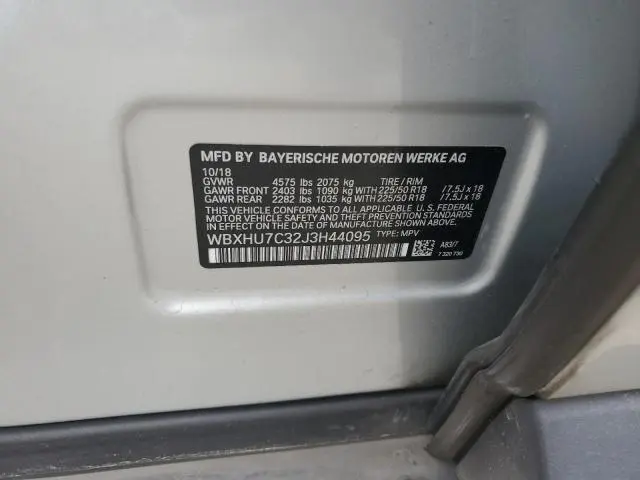 MFD BY BAYERISCHE MOTOREN WERKE AG
10/18
GVWR 4575 lbs 2075 kg TIRE / RIM
GAWR FRONT 2403 lbs 1090 kg WITH 225/50 R18 / 7.5J x 18
GAWR REAR 2282 lbs 1035 kg WITH 225/50 R18 / 7.5J x 18
THIS VEHICLE CONFORMS TO ALL APPLICABLE U. S. FEDERAL
MOTOR VEHICLE SAFETY, BUMPER, AND THEFT PREVENTION
STANDARDS IN EFFECT ON THE DATE OF MANUFACTURE SHOWN ABOVE.
WBXHU7C32J3H44095 TYPE: MPV
A83/7
7 320 730